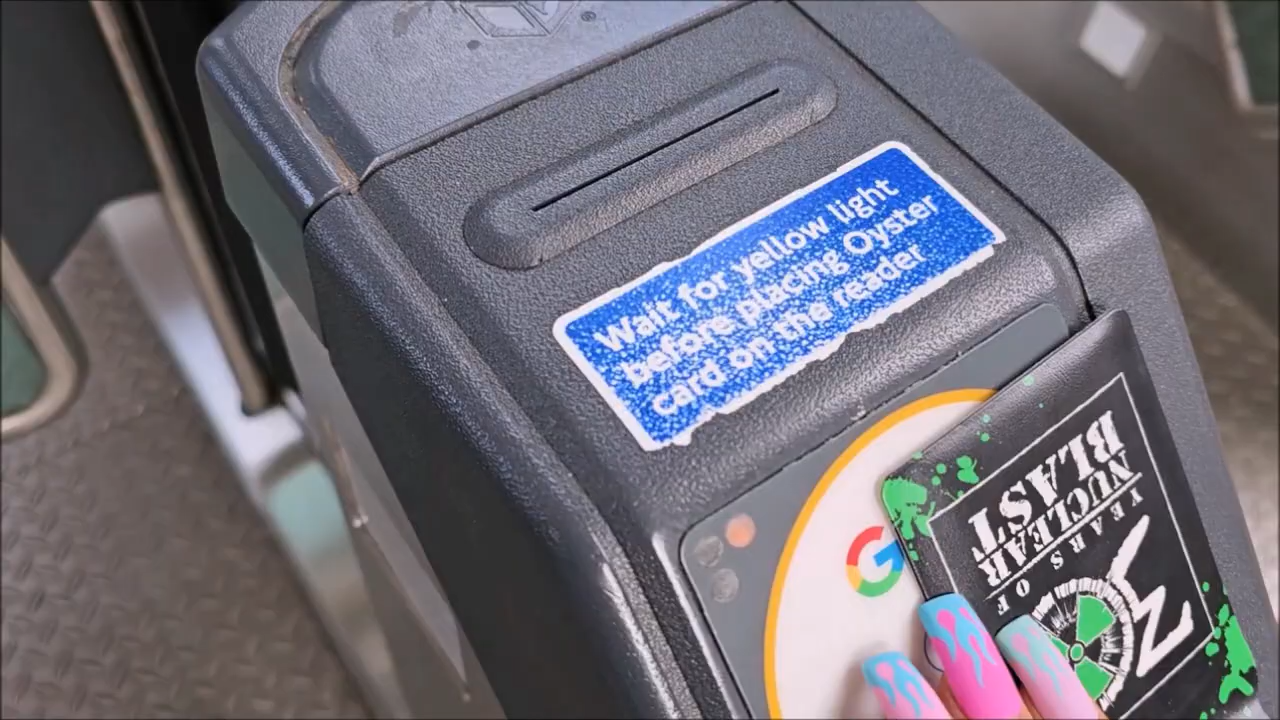 Wait for yellow light
before placing Oyster
card on the reader
G
YEARS OF
NUCLEAR
BLAST